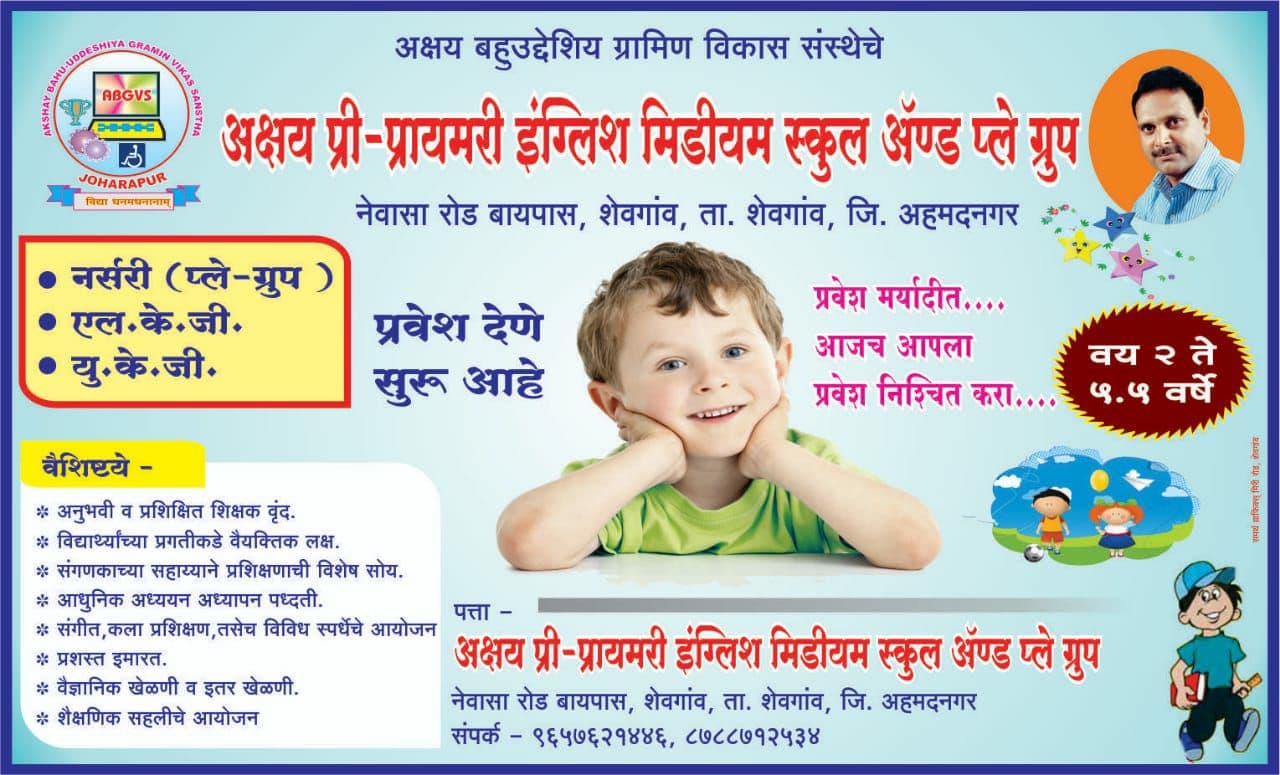 AKSHAY BAHU-UDDESHIYA GRAMIN VIKAS SANSTHA
ABGVS
JOHARAPUR
विद्या धनमधनानाम्
अक्षय बहुउद्देशिय ग्रामिण विकास संस्थेचे
अक्षय प्री-प्रायमरी इंग्लिश मिडीयम स्कुल ॲण्ड प्ले ग्रुप
नेवासा रोड बायपास, शेवगांव, ता. शेवगांव, जि. अहमदनगर
• नर्सरी (प्ले-ग्रुप )
• एल.के.जी.
• यु.के.जी.
प्रवेश देणे
सुरू आहे
प्रवेश मर्यादीत....
आजच आपला
प्रवेश निश्चित करा....
वय २ ते
५.५ वर्षे
वैशिष्टये -
* अनुभवी व प्रशिक्षित शिक्षक वृंद.
* विद्यार्थ्यांच्या प्रगतीकडे वैयक्तिक लक्ष.
* संगणकाच्या सहाय्याने प्रशिक्षणाची विशेष सोय.
* आधुनिक अध्ययन अध्यापन पध्दती.
* संगीत,कला प्रशिक्षण,तसेच विविध स्पर्धेचे आयोजन
* प्रशस्त इमारत.
* वैज्ञानिक खेळणी व इतर खेळणी.
* शैक्षणिक सहलीचे आयोजन
पत्ता -
अक्षय प्री-प्रायमरी इंग्लिश मिडीयम स्कुल ॲण्ड प्ले ग्रुप
नेवासा रोड बायपास, शेवगांव, ता. शेवगांव, जि. अहमदनगर
संपर्क - ९६५७६२१४४६, ८७८८७१२५३४
समर्थ ग्राफिक्स् मिरी रोड, शेवगांव